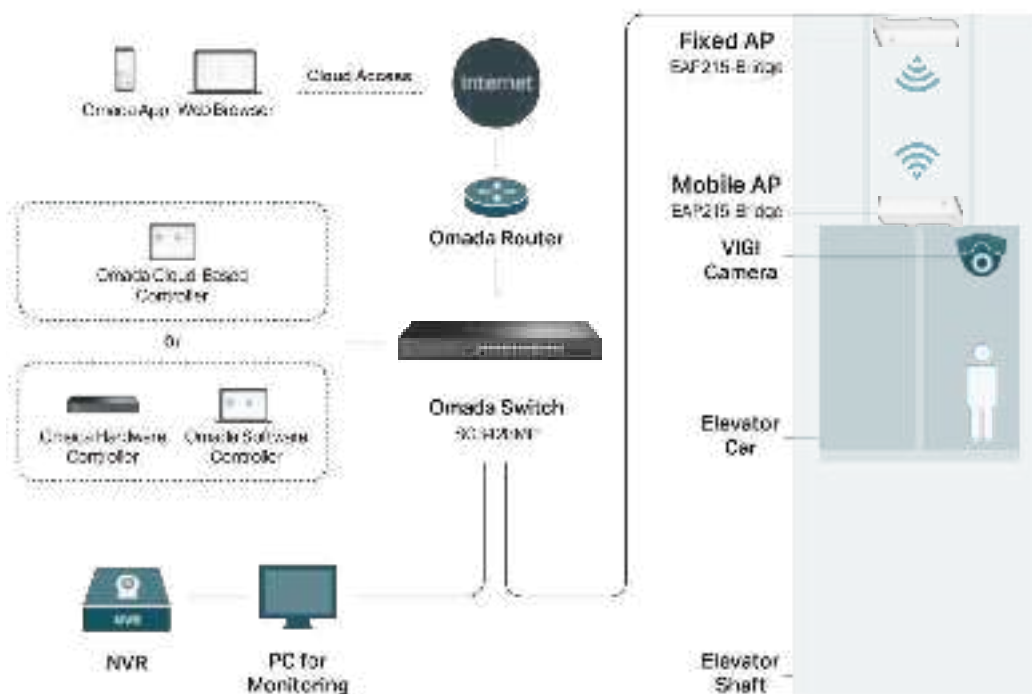 Omada App
Web Browser
Cloud Access
Internet
Omada Router
Omada Cloud-Based
Controller
Or
Omada Hardware
Controller
Omada Software
Controller
Omada Switch
NVR
NVR
PC for
Monitoring
Fixed AP
EAP215-Bridge
Mobile AP
EAP215-Bridge
VIGI
Camera
Elevator
Car
Elevator
Shaft